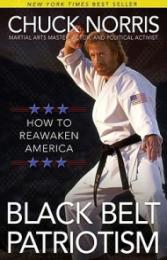 NEW YORK TIMES BEST SELLER
CHUCK NORRIS
MARTIAL ARTS MASTER, ACTOR, AND POLITICAL ACTIVIST
HOW TO
REAWAKEN
AMERICA
BLACK BELT
PATRIOTISM